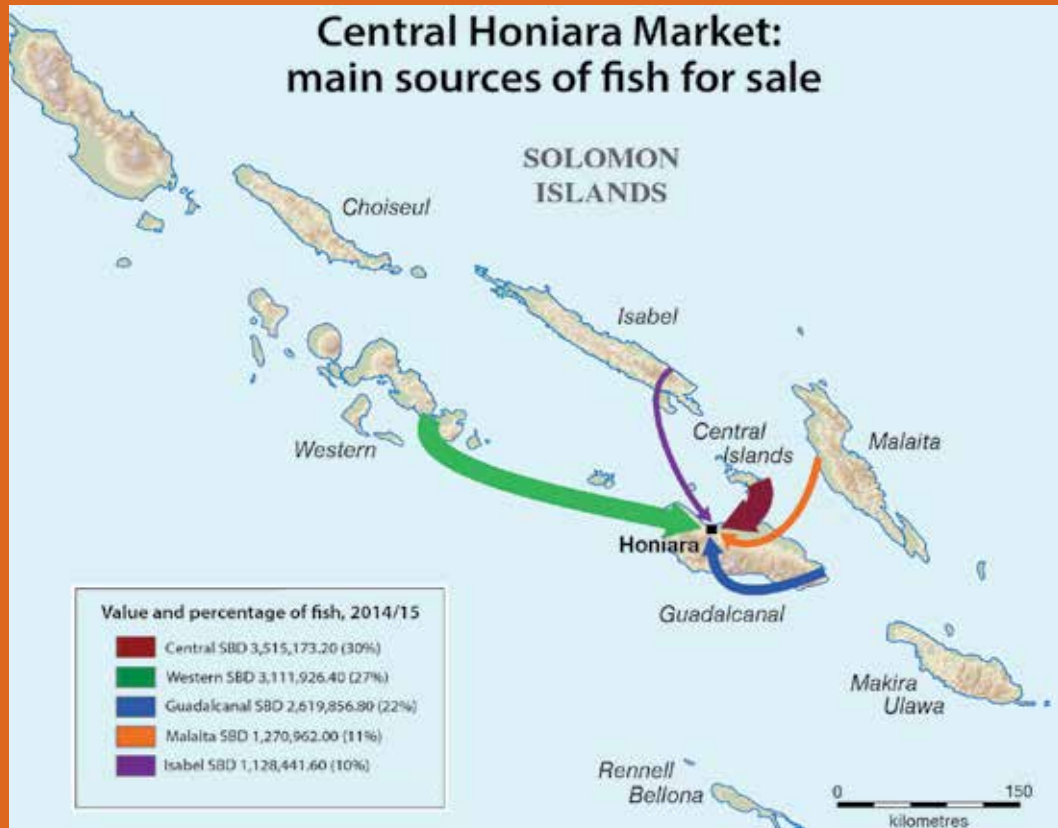 Central Honiara Market:
main sources of fish for sale
SOLOMON
ISLANDS
Choiseul
Isabel
Western
Central
Islands
Malaita
Honiara
Guadalcanal
Makira
Ulawa
Rennell
Bellona
Value and percentage of fish, 2014/15
Central SBD 3,515,173.20 (30%)
Western SBD 3,111,926.40 (27%)
Guadalcanal SBD 2,619,856.80 (22%)
Malaita SBD 1,270,962.00 (11%)
Isabel SBD 1,128,441.60 (10%)
0 150
kilometres